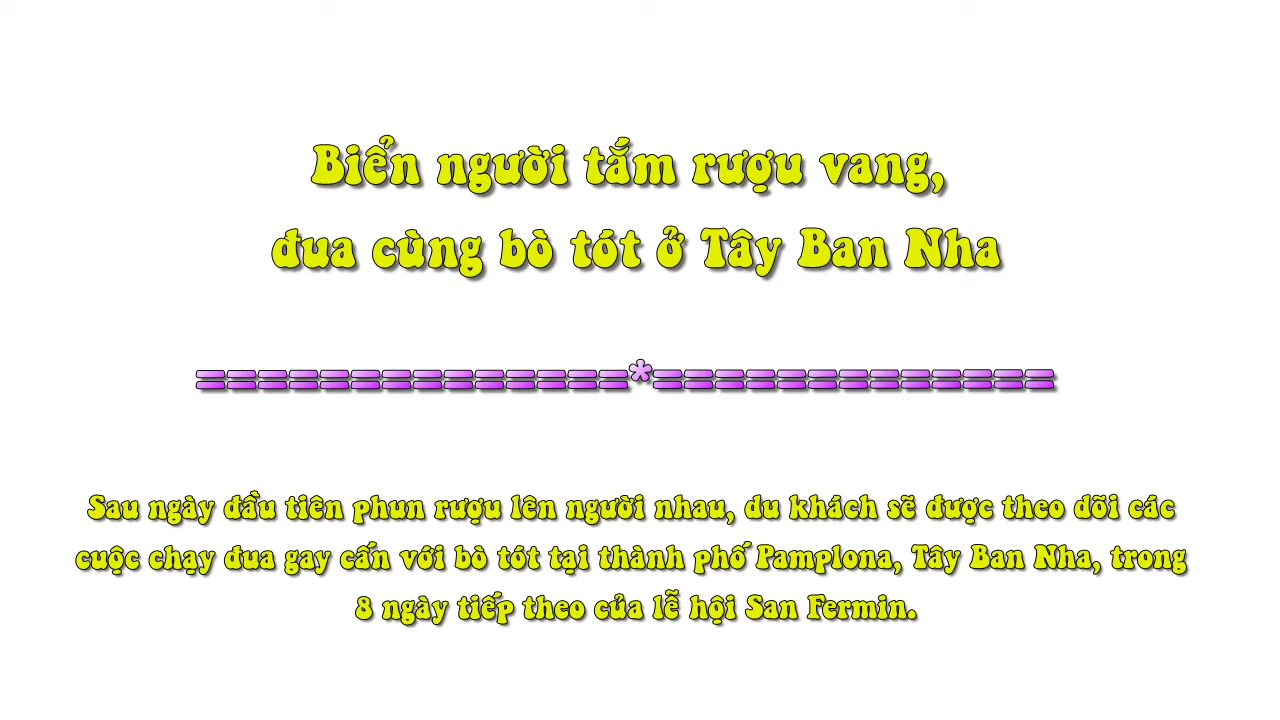 Biển người tắm rượu vang,
đua cùng bò tót ở Tây Ban Nha
==============*=============
Sau ngày đầu tiên phun rượu lên người nhau, du khách sẽ được theo dõi các
cuộc chạy đua gay cấn với bò tót tại thành phố Pamplona, Tây Ban Nha, trong
8 ngày tiếp theo của lễ hội San Fermin.